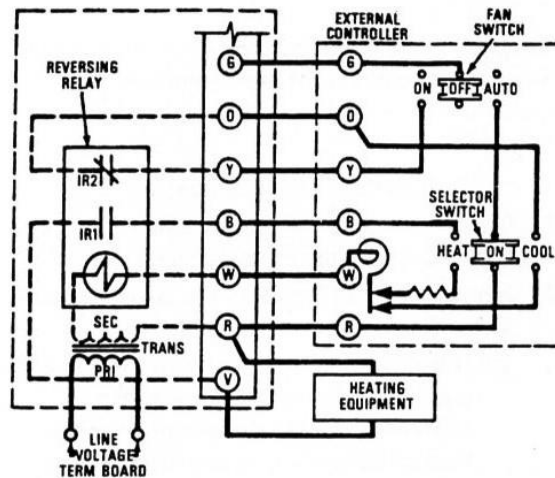 EXTERNAL
CONTROLLER
FAN
SWITCH
REVERSING
RELAY
G
G
ON
OFF
AUTO
O
O
IR2
Y
Y
IR1
B
B
SELECTOR
SWITCH
HEAT
ON
COOL
W
W
SEC
TRANS
R
R
PRI
V
HEATING
EQUIPMENT
LINE
VOLTAGE
TERM BOARD